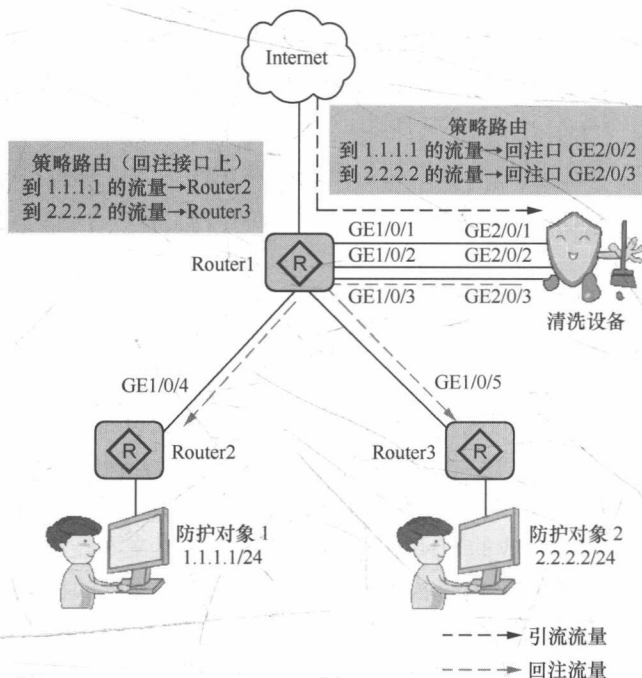 Internet
策略路由
到 1.1.1.1 的流量→回注口 GE2/0/2
到 2.2.2.2 的流量→回注口 GE2/0/3
策略路由（回注接口上）
到 1.1.1.1 的流量→Router2
到 2.2.2.2 的流量→Router3
Router1
R
GE1/0/1
GE2/0/1
GE1/0/2
GE2/0/2
GE1/0/3
GE2/0/3
清洗设备
GE1/0/4
GE1/0/5
R
Router2
Router3
R
防护对象 1
1.1.1.1/24
防护对象 2
2.2.2.2/24
引流流量
回注流量